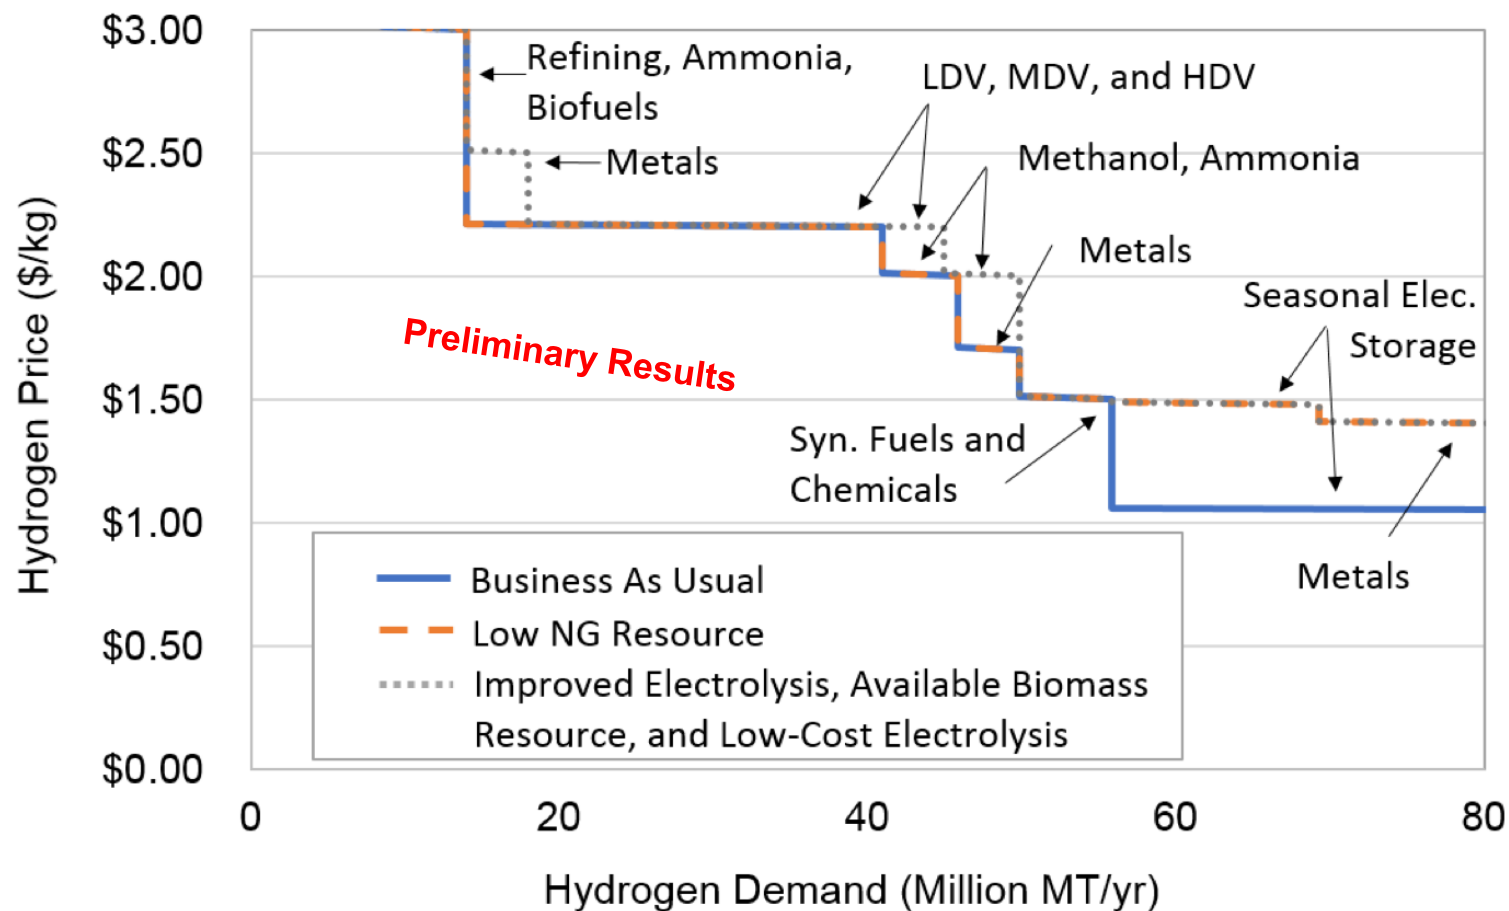 $3.00
$2.50
$2.00
$1.50
$1.00
$0.50
$0.00
Hydrogen Price ($/kg)
Refining, Ammonia,
Biofuels
Metals
LDV, MDV, and HDV
Methanol, Ammonia
Metals
Seasonal Elec.
Storage
Preliminary Results
Syn. Fuels and
Chemicals
Metals
Business As Usual
Low NG Resource
Improved Electrolysis, Available Biomass
Resource, and Low-Cost Electrolysis
0
20
40
60
80
Hydrogen Demand (Million MT/yr)